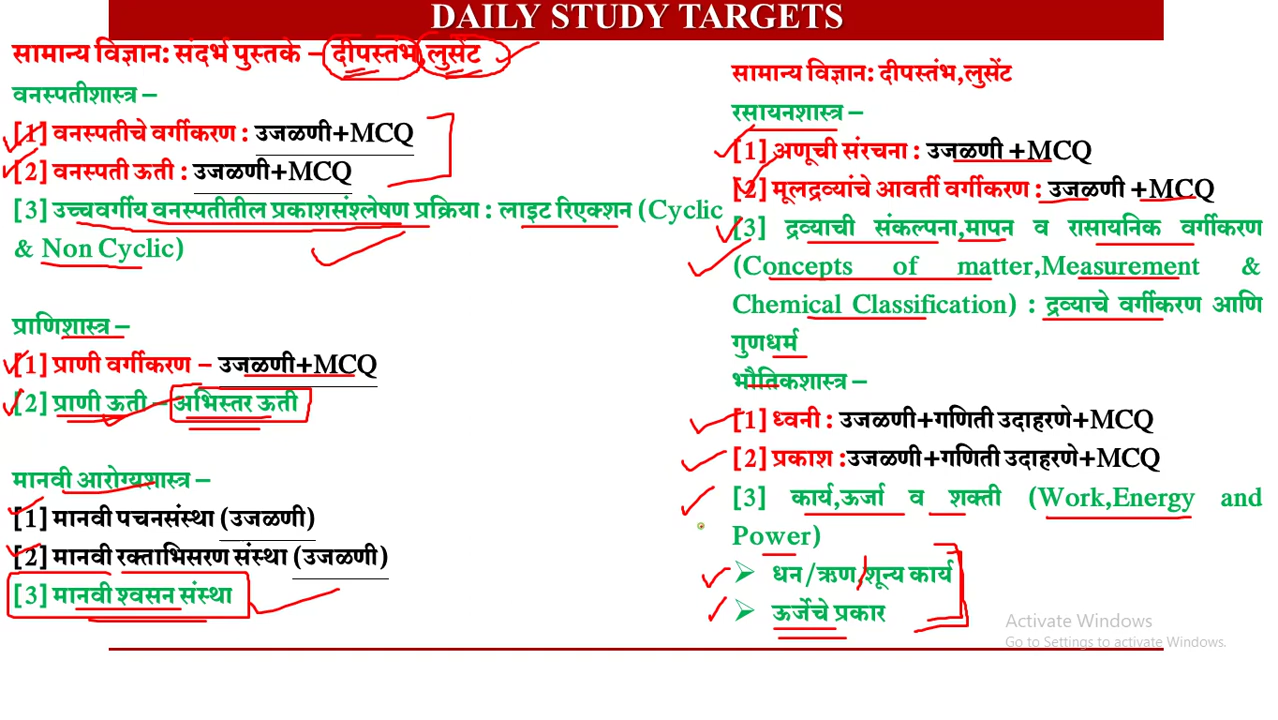 DAILY STUDY TARGETS
सामान्य विज्ञान: संदर्भ पुस्तके – दीपस्तंभ, लुसेंट
वनस्पतीशास्त्र –
[1] वनस्पतीचे वर्गीकरण : उजळणी+MCQ
[2] वनस्पती ऊती : उजळणी+MCQ
[3] उच्चवर्गीय वनस्पतीतील प्रकाशसंश्लेषण प्रक्रिया : लाइट रिएक्शन (Cyclic
& Non Cyclic)
प्राणिशास्त्र –
[1] प्राणी वर्गीकरण – उजळणी+MCQ
[2] प्राणी ऊती – अभिस्तर ऊती
मानवी आरोग्यशास्त्र –
[1] मानवी पचनसंस्था (उजळणी)
[2] मानवी रक्ताभिसरण संस्था (उजळणी)
[3] मानवी श्वसन संस्था
सामान्य विज्ञान: दीपस्तंभ,लुसेंट
रसायनशास्त्र –
[1] अणूची संरचना : उजळणी +MCQ
[2] मूलद्रव्यांचे आवर्ती वर्गीकरण : उजळणी +MCQ
[3] द्रव्याची संकल्पना,मापन व रासायनिक वर्गीकरण
(Concepts of matter,Measurement &
Chemical Classification) : द्रव्याचे वर्गीकरण आणि
गुणधर्म
भौतिकशास्त्र –
[1] ध्वनी : उजळणी+गणिती उदाहरणे+MCQ
[2] प्रकाश :उजळणी+गणिती उदाहरणे+MCQ
[3] कार्य,ऊर्जा व शक्ती (Work,Energy and
Power)
➢ धन/ऋण,शून्य कार्य
➢ ऊर्जेचे प्रकार
Activate Windows
Go to Settings to activate Windows.